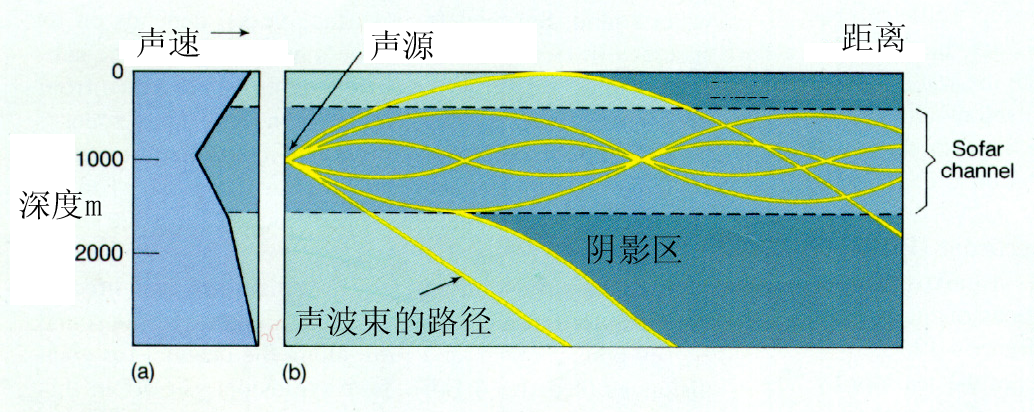 声速
声源
距离
0
1000
深度m
2000
Sofar
channel
阴影区
声波束的路径
(a)
(b)